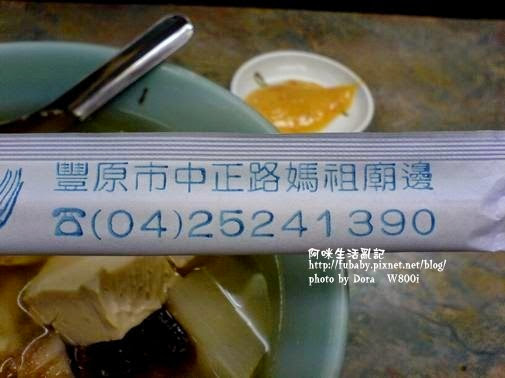 豐原市中正路媽祖廟邊
☎(04)25241390
阿咪生活亂記
http://fubaby.pixnet.net/blog/
photo by Dora W800i